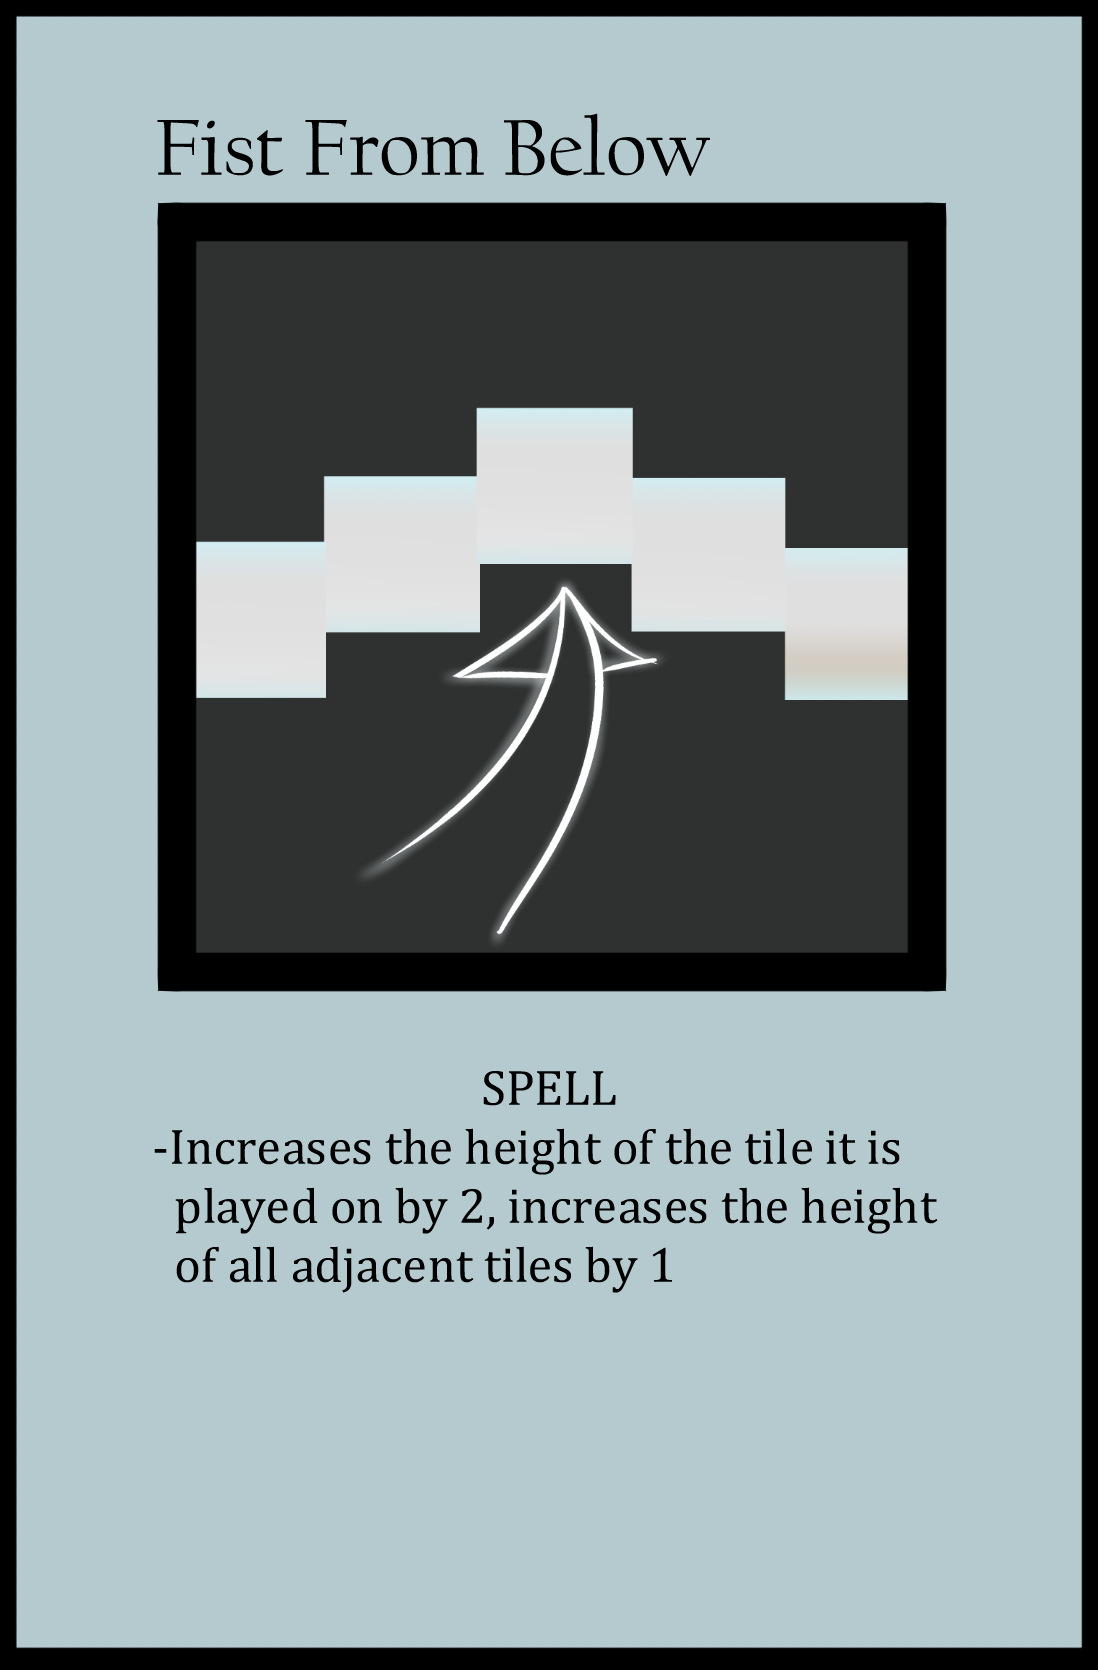 Fist From Below
SPELL
-Increases the height of the tile it is
played on by 2, increases the height
of all adjacent tiles by 1